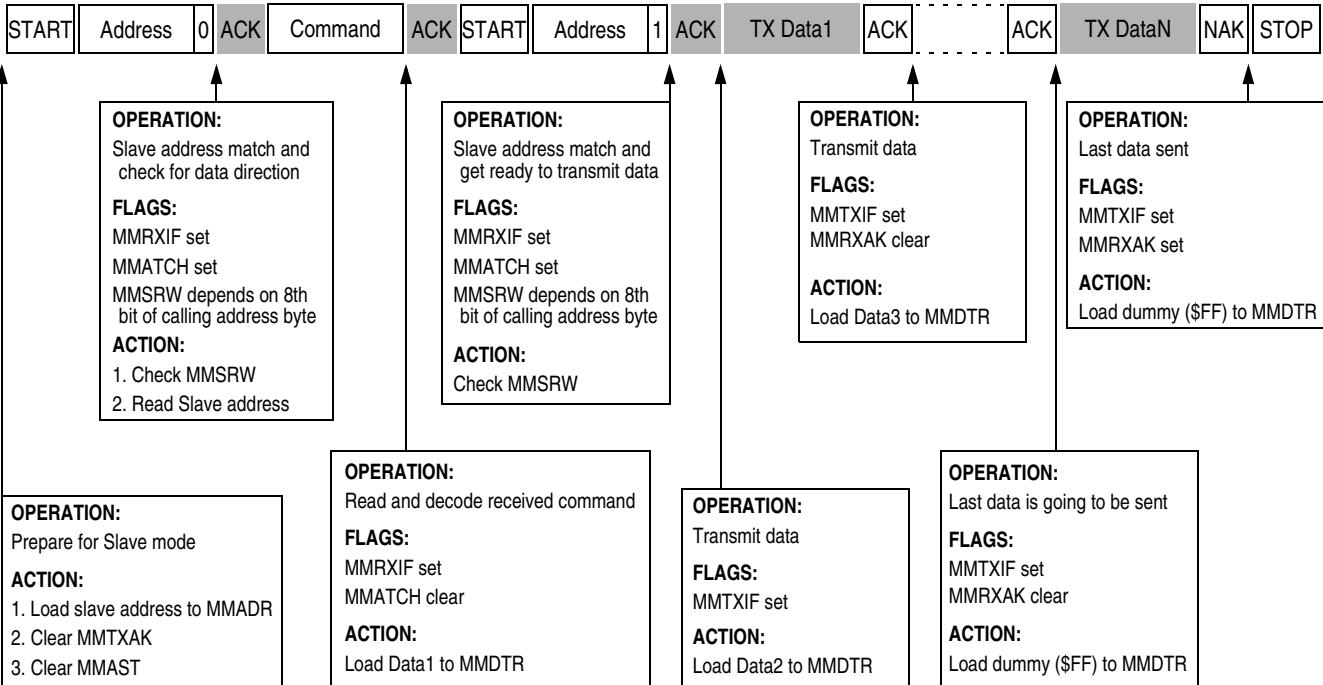 START Address 0 ACK Command ACK START Address 1 ACK TX Data1 ACK ACK TX DataN NAK STOP
OPERATION:
Slave address match and
check for data direction
FLAGS:
MMRXIF set
MMATCH set
MMSRW depends on 8th
bit of calling address byte
ACTION:
1. Check MMSRW
2. Read Slave address
OPERATION:
Slave address match and
get ready to transmit data
FLAGS:
MMRXIF set
MMATCH set
MMSRW depends on 8th
bit of calling address byte
ACTION:
Check MMSRW
OPERATION:
Transmit data
FLAGS:
MMTXIF set
MMRXAK clear
ACTION:
Load Data3 to MMDTR
OPERATION:
Last data sent
FLAGS:
MMTXIF set
MMRXAK set
ACTION:
Load dummy ($FF) to MMDTR
OPERATION:
Prepare for Slave mode
ACTION:
1. Load slave address to MMADR
2. Clear MMTXAK
3. Clear MMAST
OPERATION:
Read and decode received command
FLAGS:
MMRXIF set
MMATCH clear
ACTION:
Load Data1 to MMDTR
OPERATION:
Transmit data
FLAGS:
MMTXIF set
ACTION:
Load Data2 to MMDTR
OPERATION:
Last data is going to be sent
FLAGS:
MMTXIF set
MMRXAK clear
ACTION:
Load dummy ($FF) to MMDTR